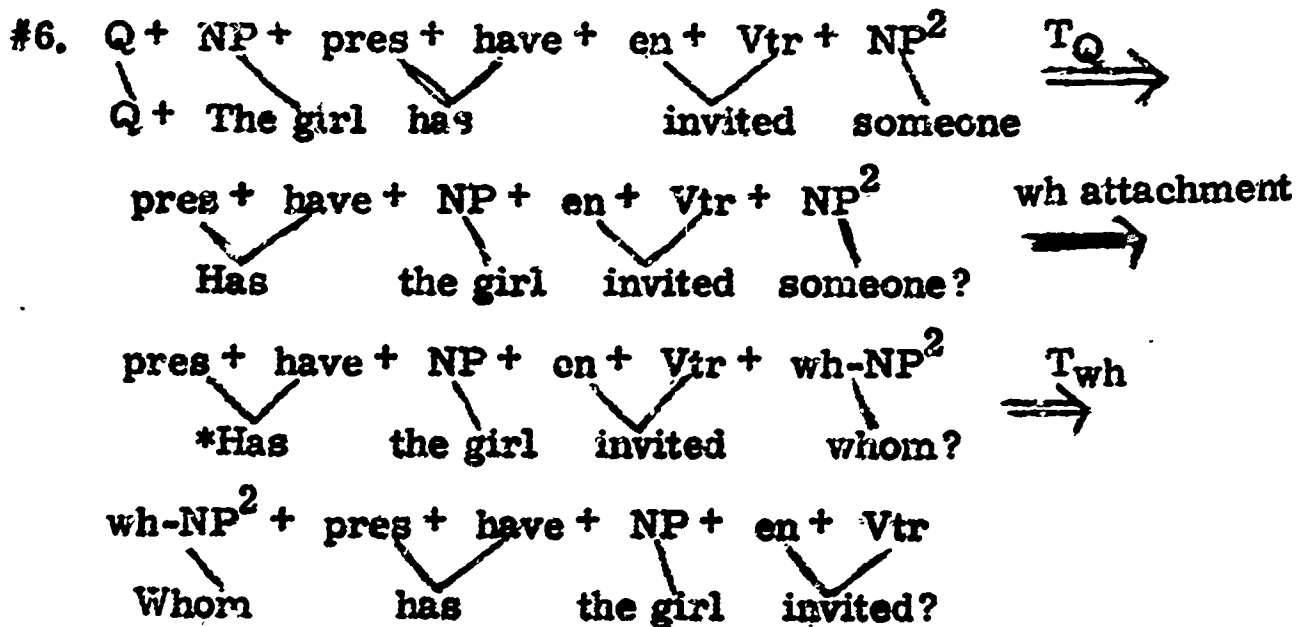 #6. Q + NP + pres + have + en + Vtr + NP² T_Q
Q + The girl has invited someone
pres + have + NP + en + Vtr + NP² wh attachment
Has the girl invited someone?
pres + have + NP + en + Vtr + wh-NP² T_wh
*Has the girl invited whom?
wh-NP² + pres + have + NP + en + Vtr
Whom has the girl invited?